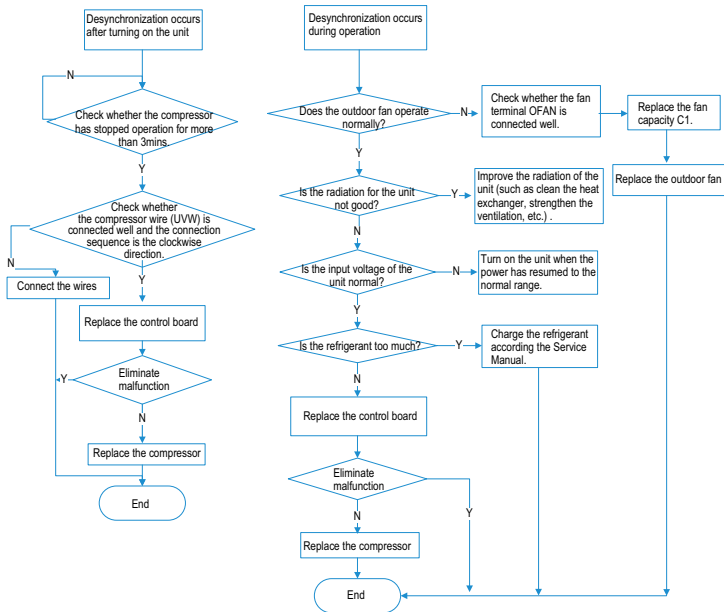 Desynchronization occurs
after turning on the unit
N
Check whether the compressor
has stopped operation for more
than 3mins.
Y
Check whether
the compressor wire (UVW) is
connected well and the connection
sequence is the clockwise
direction.
N
Y
Connect the wires
Replace the control board
Eliminate
malfunction
Y
N
Replace the compressor
End
Desynchronization occurs
during operation
Does the outdoor fan operate
normally?
N
Check whether the fan
terminal OFAN is
connected well.
Replace the fan
capacity C1.
Replace the outdoor fan
Y
Is the radiation for the unit
not good?
Y
Improve the radiation of the
unit (such as clean the heat
exchanger, strengthen the
ventilation, etc.) .
N
Is the input voltage of the
unit normal?
N
Turn on the unit when the
power has resumed to the
normal range.
Y
Is the refrigerant too much?
Y
Charge the refrigerant
according the Service
Manual.
N
Replace the control board
Eliminate
malfunction
Y
N
Replace the compressor
End